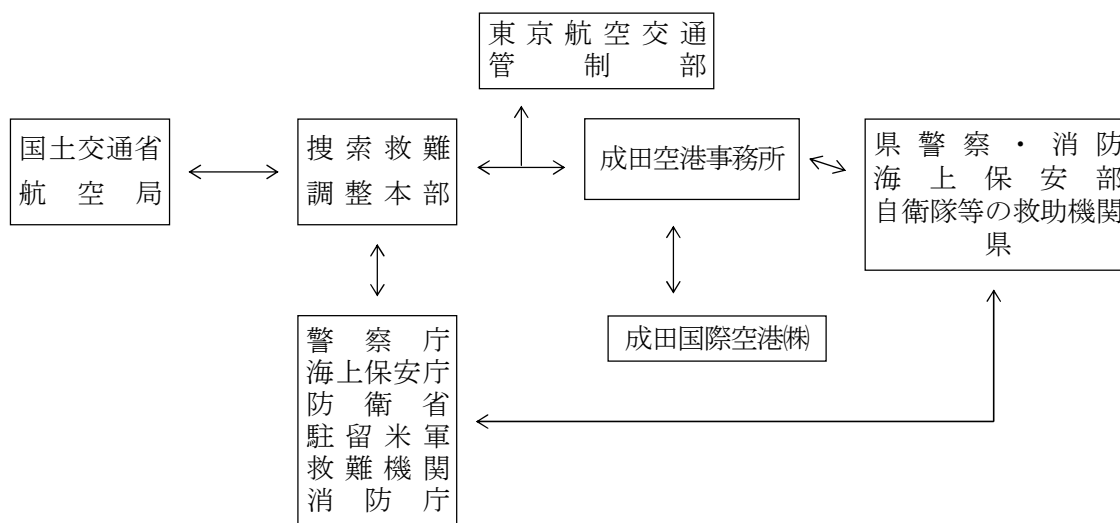 東京航空交通
管制部
国土交通省
航空局
捜索救難
調整本部
成田空港事務所
県警察・消防
海上保安部
自衛隊等の救助機関
県
警察庁
海上保安庁
防衛省
駐留米軍
救難機関
消防庁
成田国際空港㈱